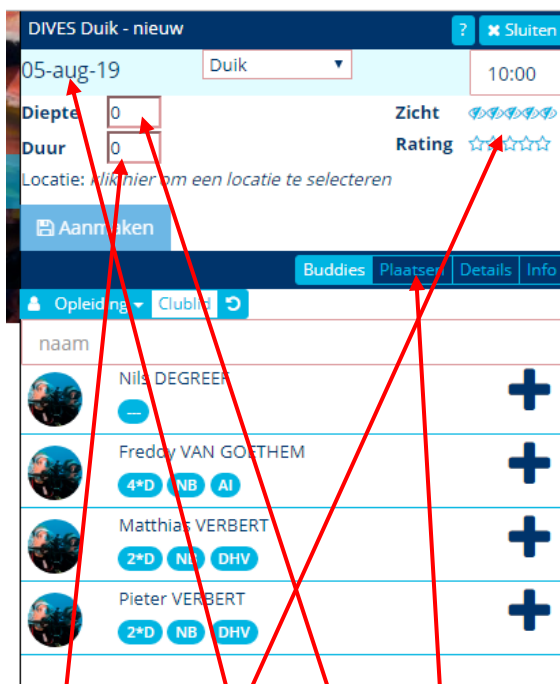 DIVES Duik - nieuw ? Sluiten
05-aug-19 Duik 10:00
Diepte 0 Zicht
Duur 0 Rating
Locatie: klik hier om een locatie te selecteren
Aanmaken
Buddies Plaatsen Details Info
Opleiding Clublid
naam
Nils DEGREEF
---
Freddy VAN GOETHEM
4*D NB AI
Matthias VERBERT
2*D NB DHV
Pieter VERBERT
2*D NB DHV